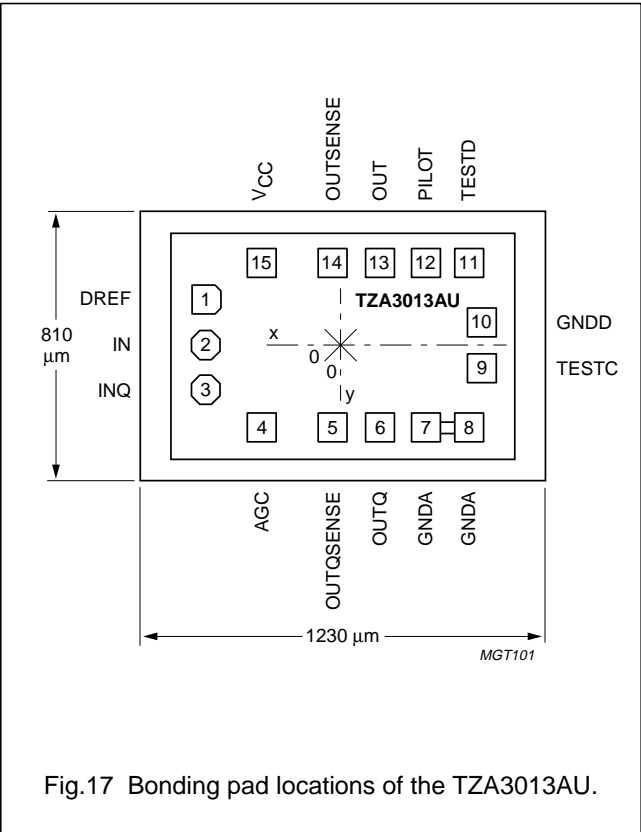 VCC
OUTSENSE
OUT
PILOT
TESTD
15
14
13
12
11
DREF
1
TZA3013AU
10
GNDD
810
µm
IN
2
x
0
0
9
TESTC
INQ
3
y
4
5
6
7
8
AGC
OUTQSENSE
OUTQ
GNDA
GNDA
1230 µm
MGT101
Fig.17 Bonding pad locations of the TZA3013AU.